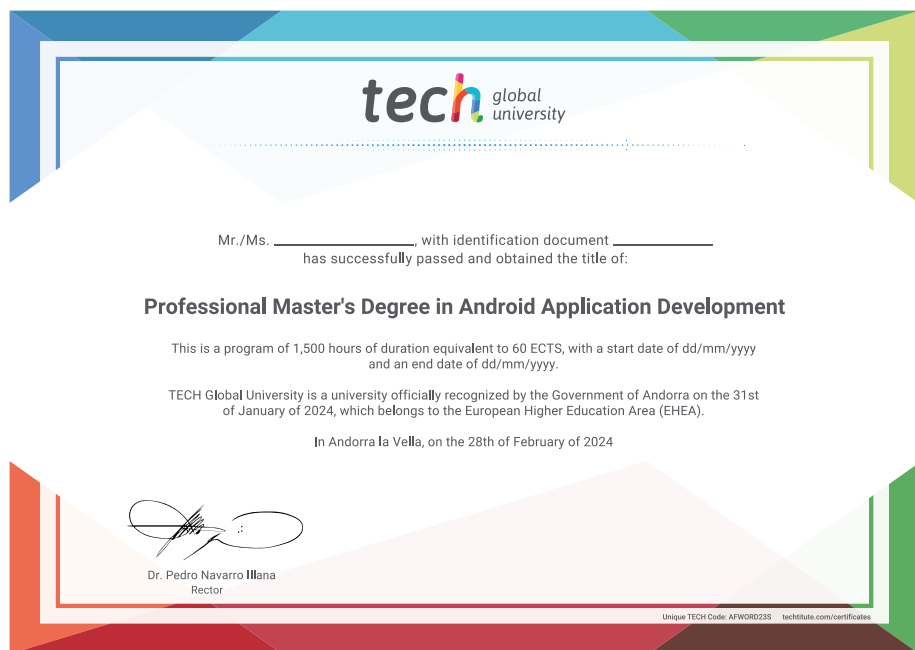 tech global
university
Mr./Ms. ____________, with identification document ____________
has successfully passed and obtained the title of:
Professional Master's Degree in Android Application Development
This is a program of 1,500 hours of duration equivalent to 60 ECTS, with a start date of dd/mm/yyyy
and an end date of dd/mm/yyyy.
TECH Global University is a university officially recognized by the Government of Andorra on the 31st
of January of 2024, which belongs to the European Higher Education Area (EHEA).
In Andorra la Vella, on the 28th of February of 2024
Dr. Pedro Navarro Illana
Rector
Unique TECH Code: AFWORD23S techtitute.com/certificates